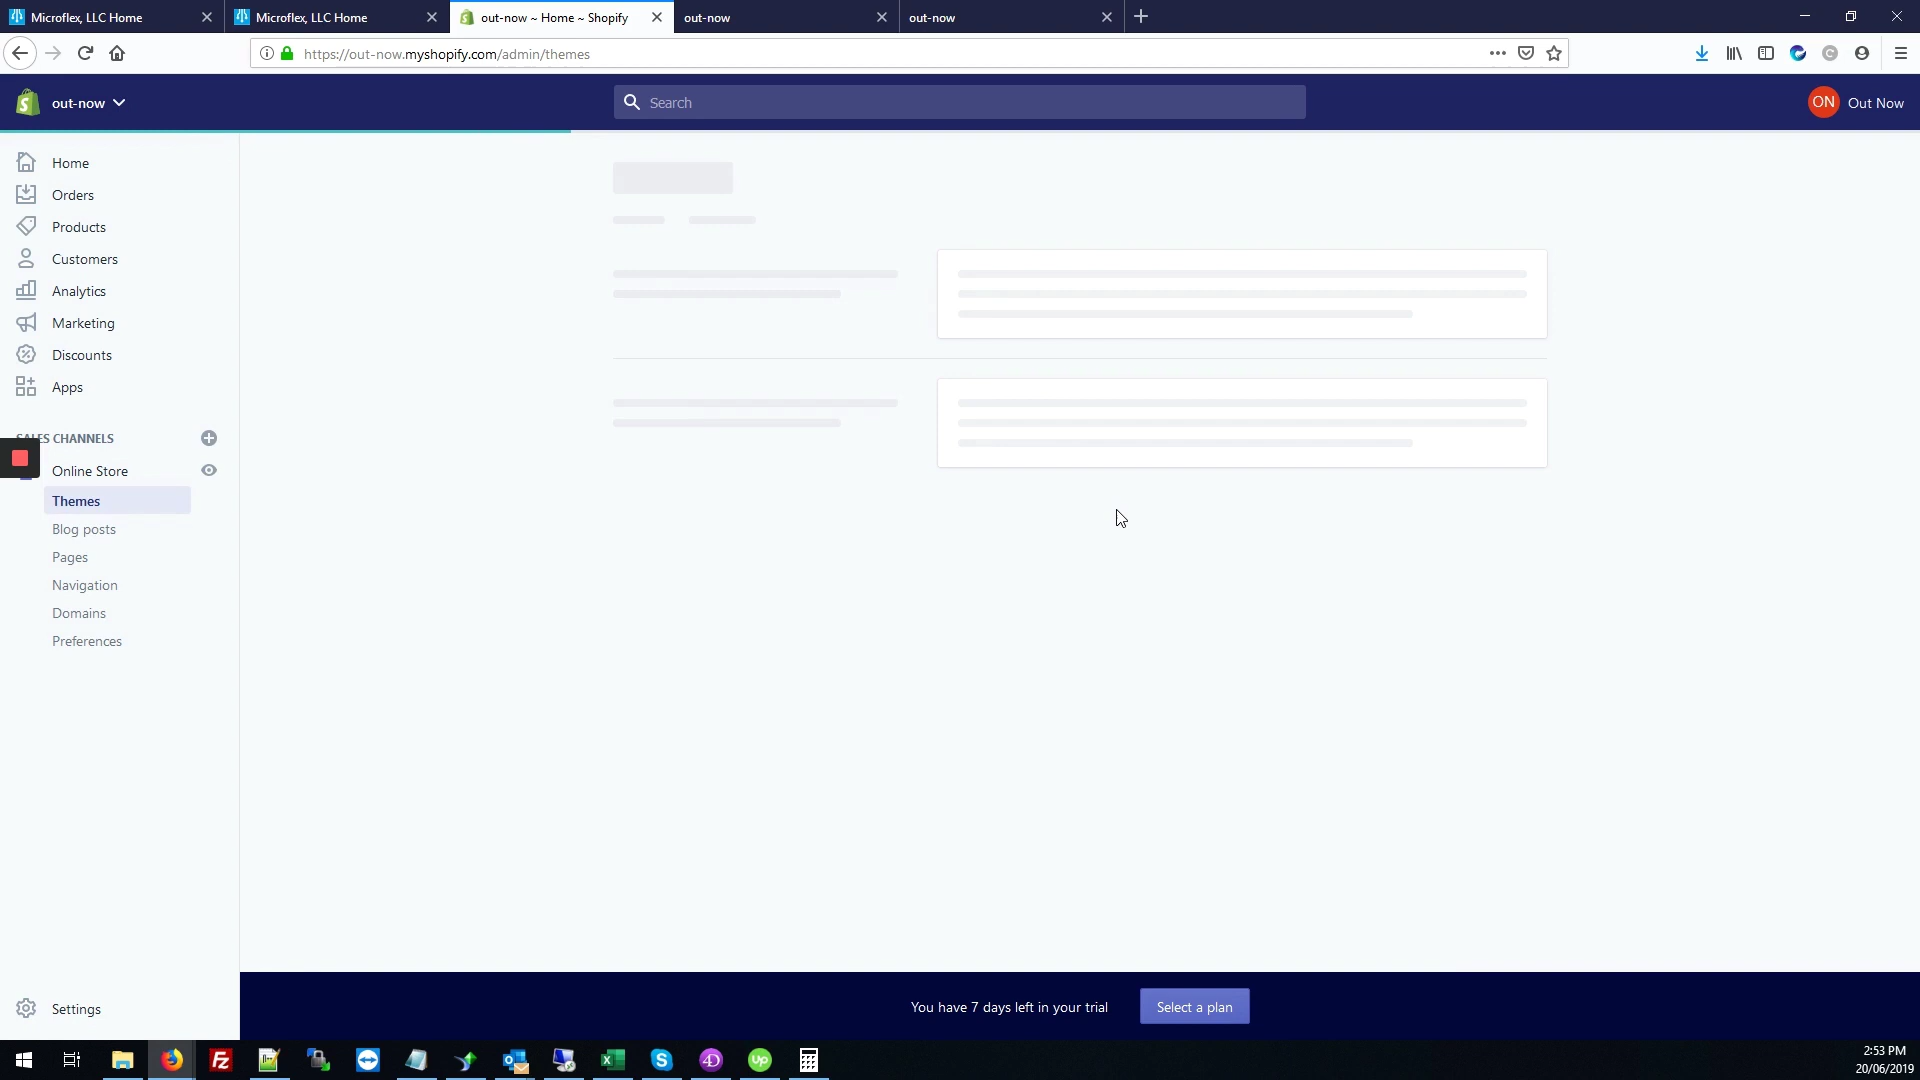 Microflex, LLC Home
Microflex, LLC Home
out-now ~ Home ~ Shopify
out-now
out-now
https://out-now.myshopify.com/admin/themes
out-now
Search
ON
Out Now
Home
Orders
Products
Customers
Analytics
Marketing
Discounts
Apps
SALES CHANNELS
Online Store
Themes
Blog posts
Pages
Navigation
Domains
Preferences
Settings
You have 7 days left in your trial
Select a plan
2:53 PM
20/06/2019